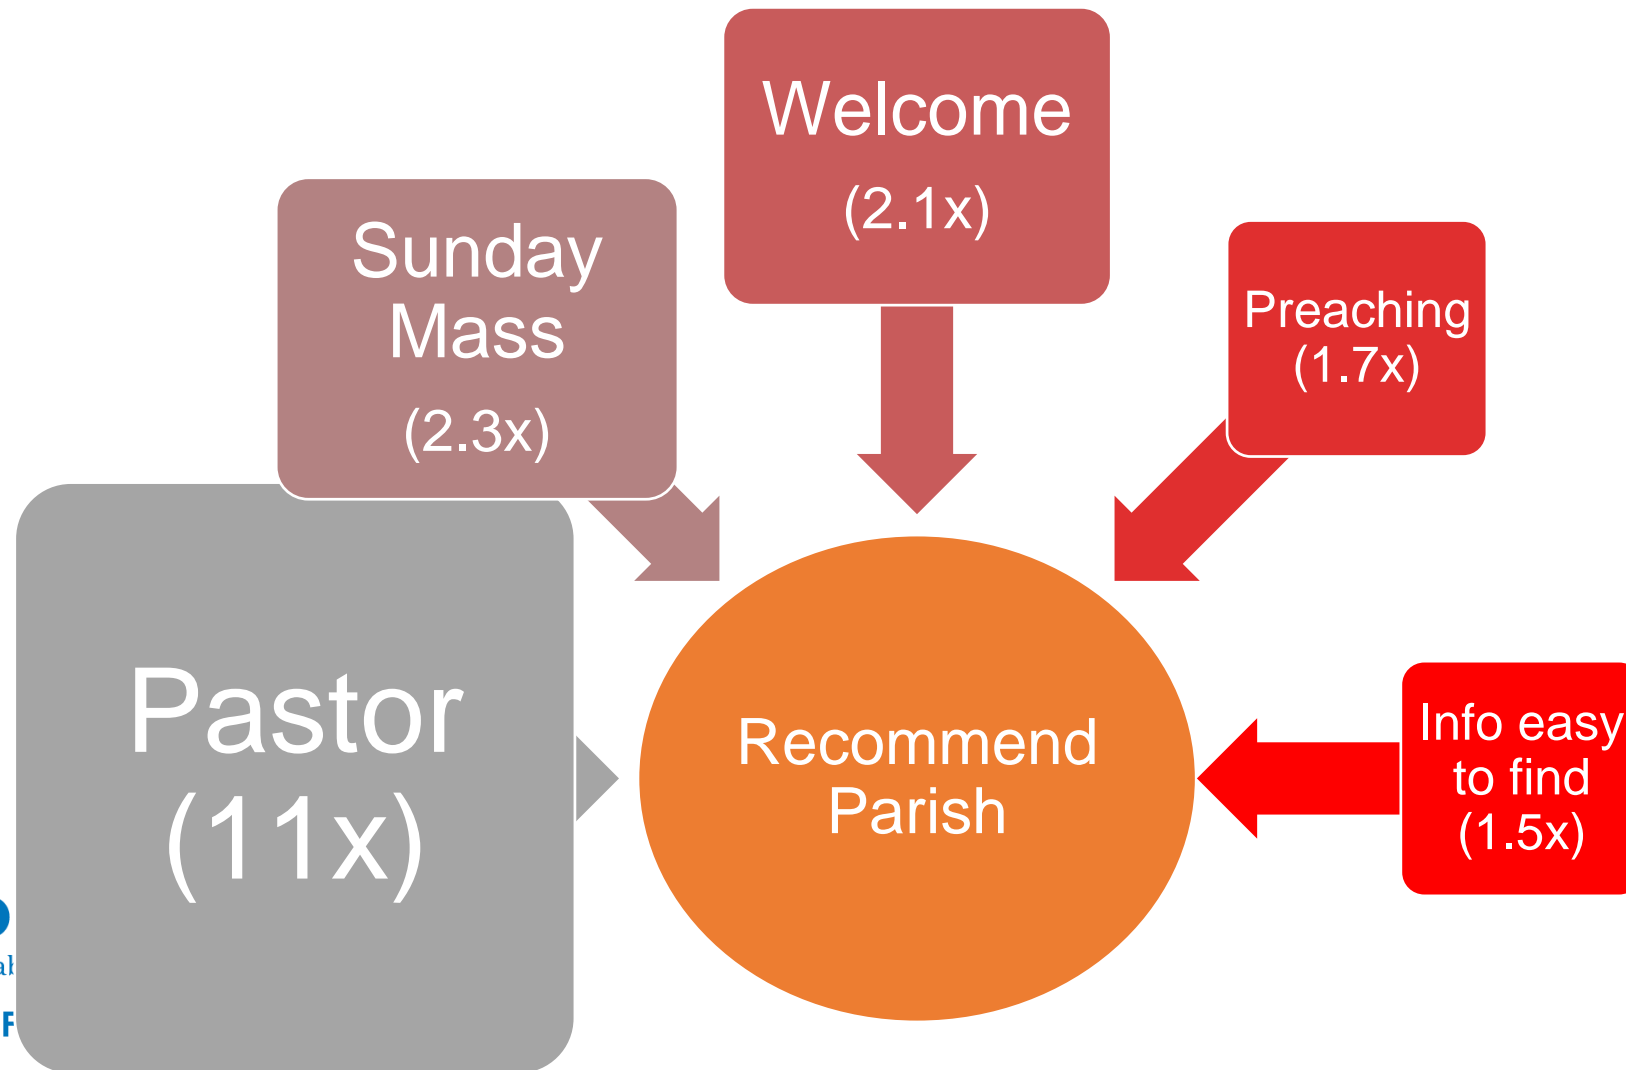 Welcome
(2.1x)
Sunday
Mass
(2.3x)
Preaching
(1.7x)
Pastor
(11x)
Recommend
Parish
Info easy
to find
(1.5x)